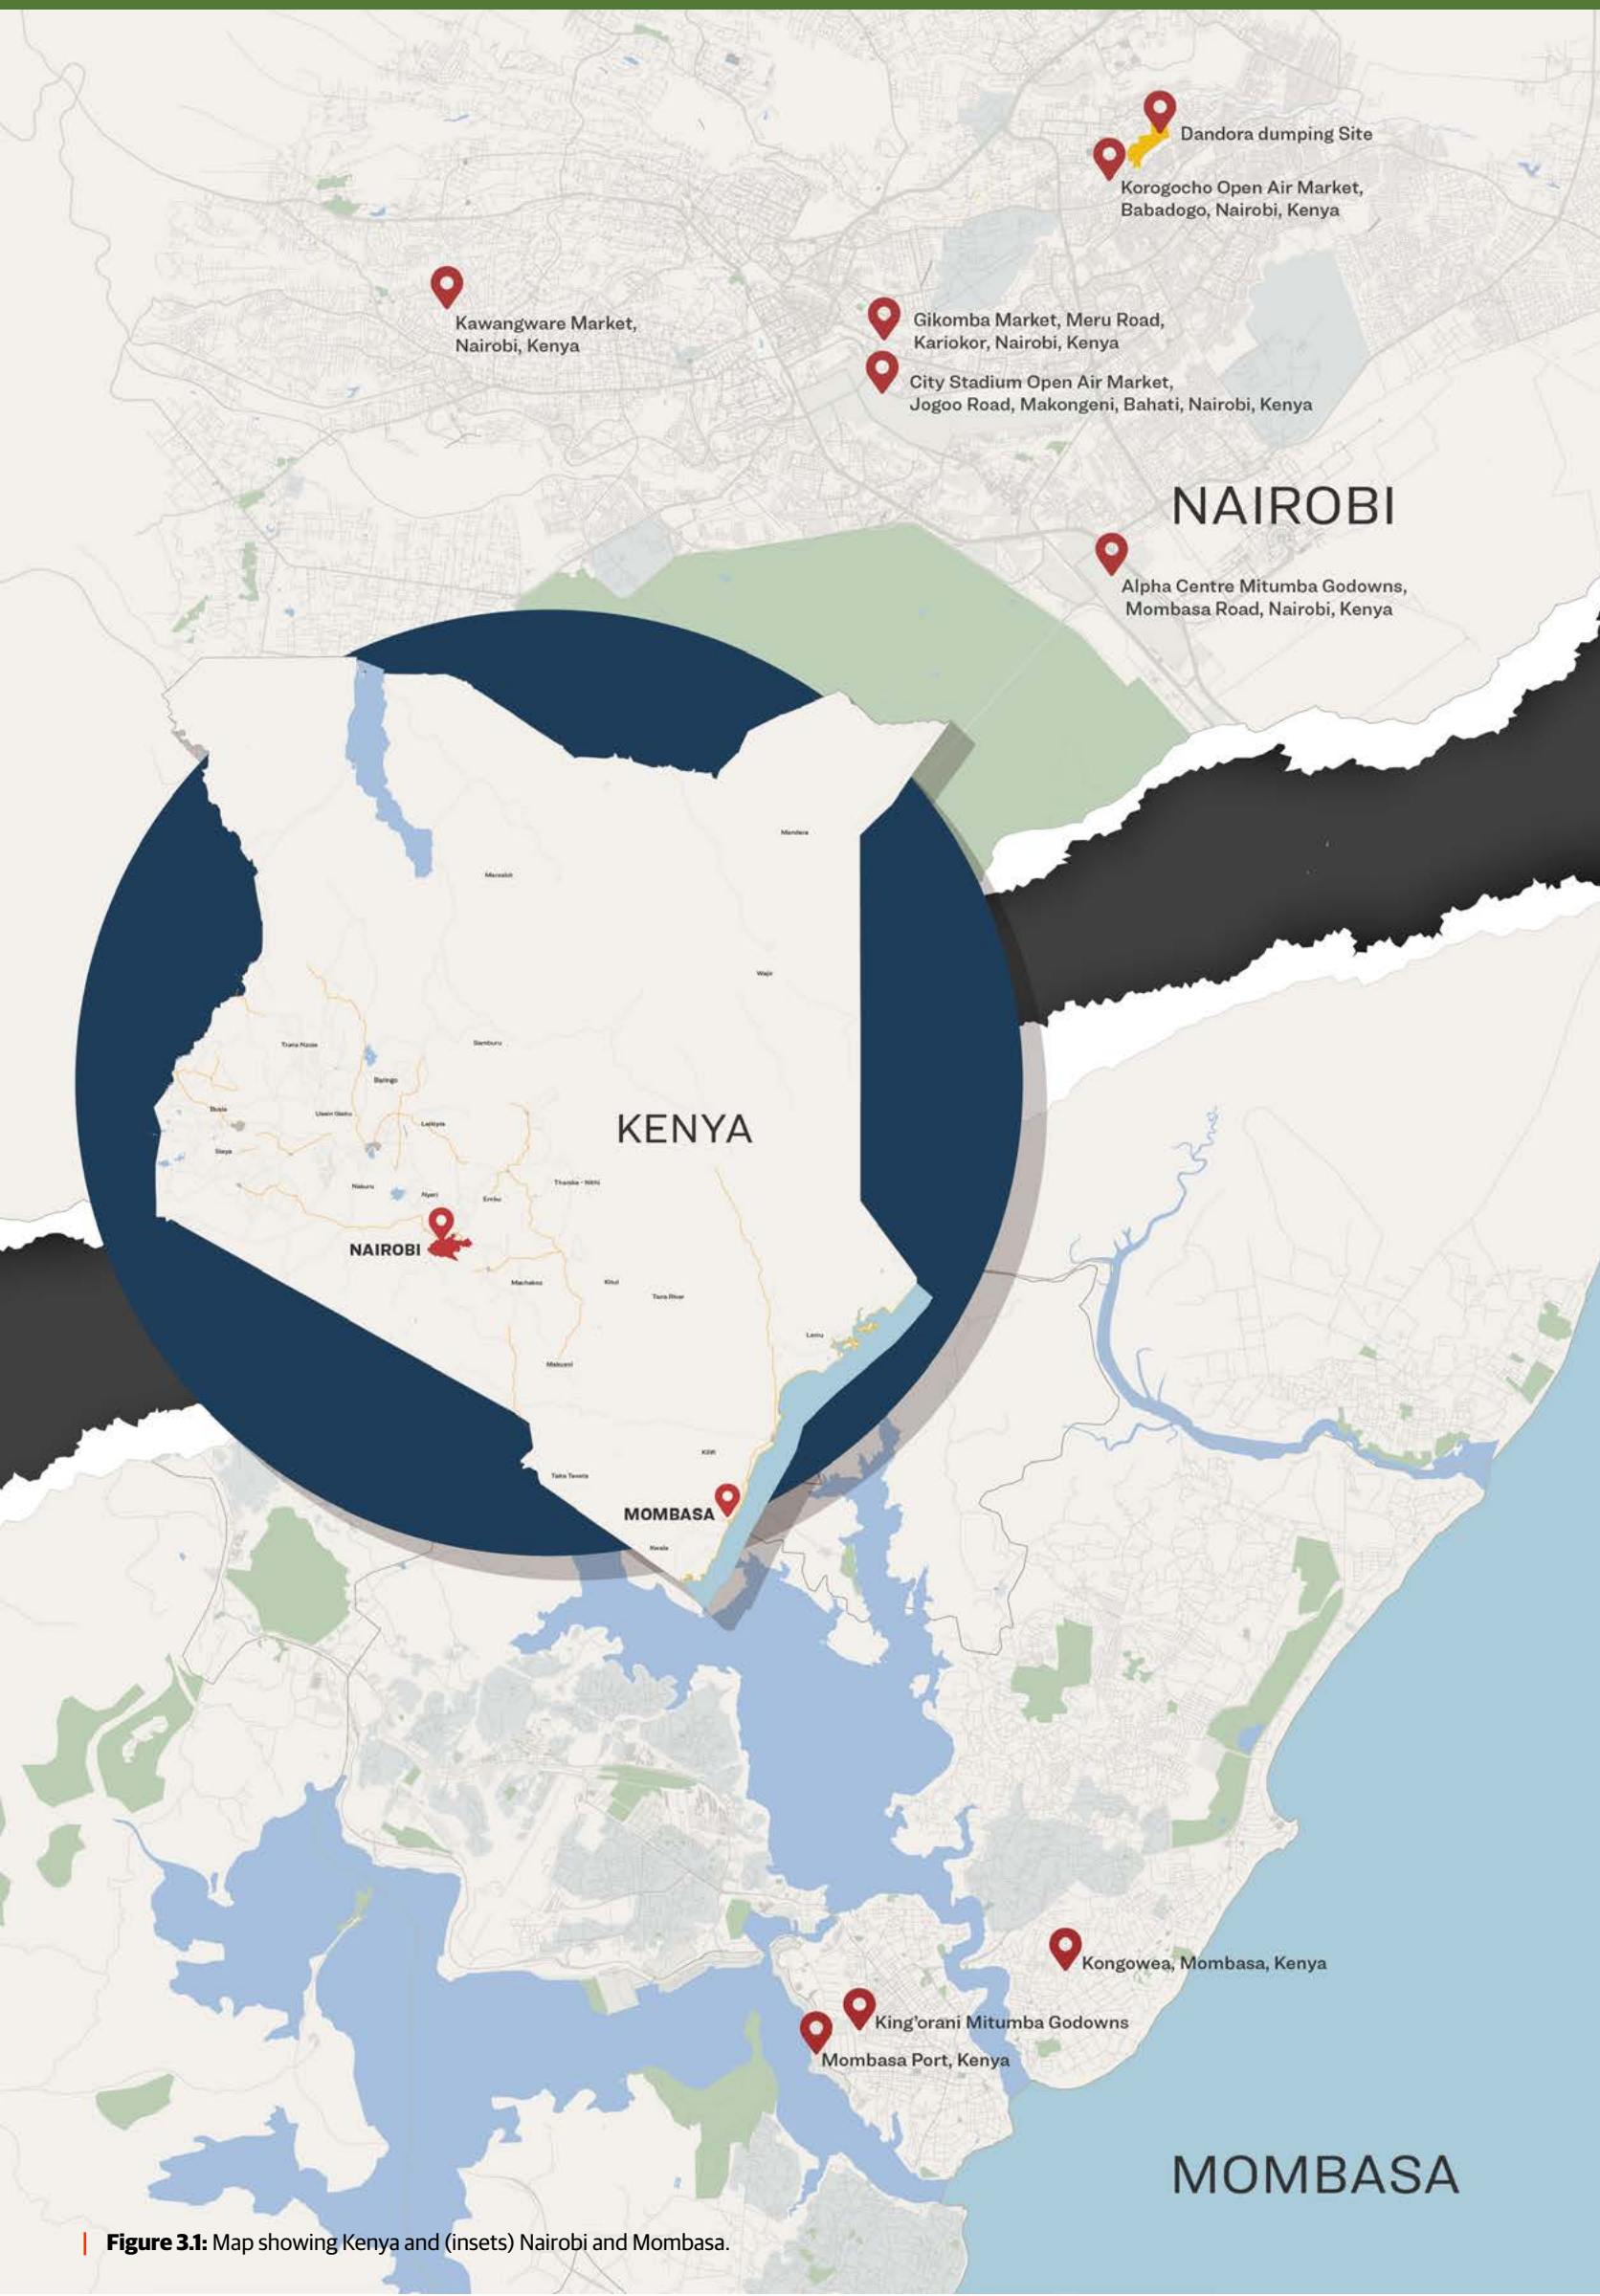 Dandora dumping Site
Korogocho Open Air Market,
Babadogo, Nairobi, Kenya
Kawangware Market,
Nairobi, Kenya
Gikomba Market, Meru Road,
Kariokor, Nairobi, Kenya
City Stadium Open Air Market,
Jogoo Road, Makongeni, Bahati, Nairobi, Kenya
NAIROBI
Alpha Centre Mitumba Godowns,
Mombasa Road, Nairobi, Kenya
Mandera
Marsabit
Wajir
Trans Nzoia
Samburu
Baringo
Busia
Uasin Gishu
Laikipia
KENYA
Siaya
Nakuru
Nyeri
Embu
Tharaka - Nithi
NAIROBI
Machakos
Kitui
Tana River
Lamu
Makueni
Kilifi
Taita Taveta
MOMBASA
Kwale
Kongowea, Mombasa, Kenya
King'orani Mitumba Godowns
Mombasa Port, Kenya
MOMBASA
Figure 3.1: Map showing Kenya and (insets) Nairobi and Mombasa.